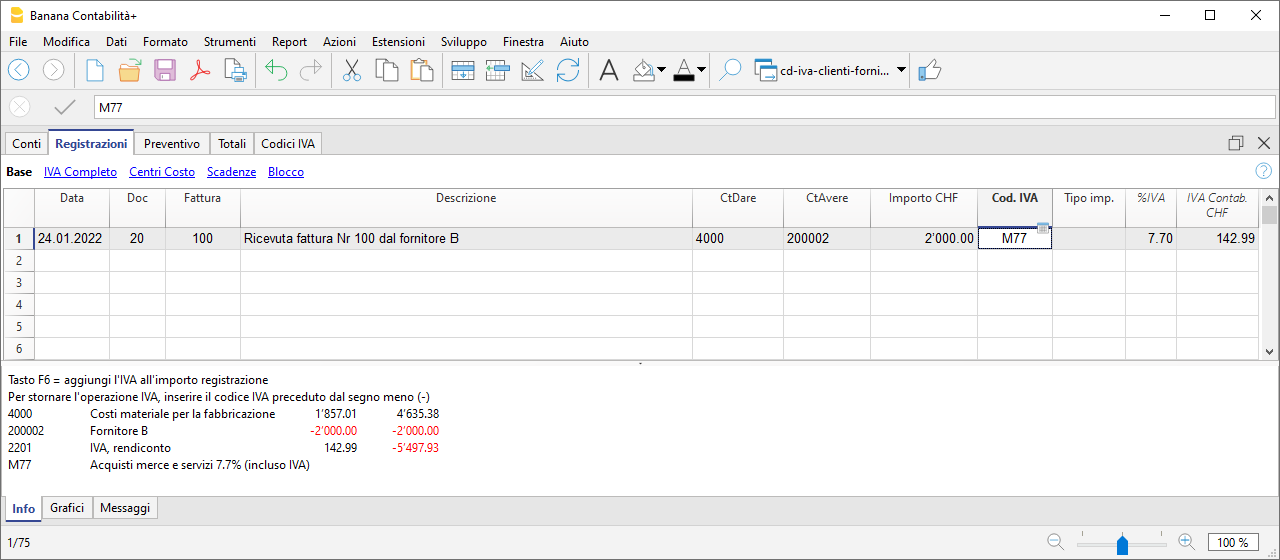 Banana Contabilità+
File Modifica Dati Formato Strumenti Report Azioni Estensioni Sviluppo Finestra Aiuto
cd-iva-clienti-forni...
M77
Conti Registrazioni Preventivo Totali Codici IVA
Base IVA Completo Centri Costo Scadenze Blocco
Data Doc Fattura Descrizione CtDare CtAvere Importo CHF Cod. IVA Tipo imp. %IVA IVA Contab. CHF
1 24.01.2022 20 100 Ricevuta fattura Nr 100 dal fornitore B 4000 200002 2'000.00 M77 7.70 142.99
2
3
4
5
6
Tasto F6 = aggiungi l'IVA all'importo registrazione
Per stornare l'operazione IVA, inserire il codice IVA preceduto dal segno meno (-)
4000 Costi materiale per la fabbricazione 1'857.01 4'635.38
200002 Fornitore B -2'000.00 -2'000.00
2201 IVA, rendiconto 142.99 -5'497.93
M77 Acquisti merce e servizi 7.7% (incluso IVA)
Info Grafici Messaggi
1/75 100 %